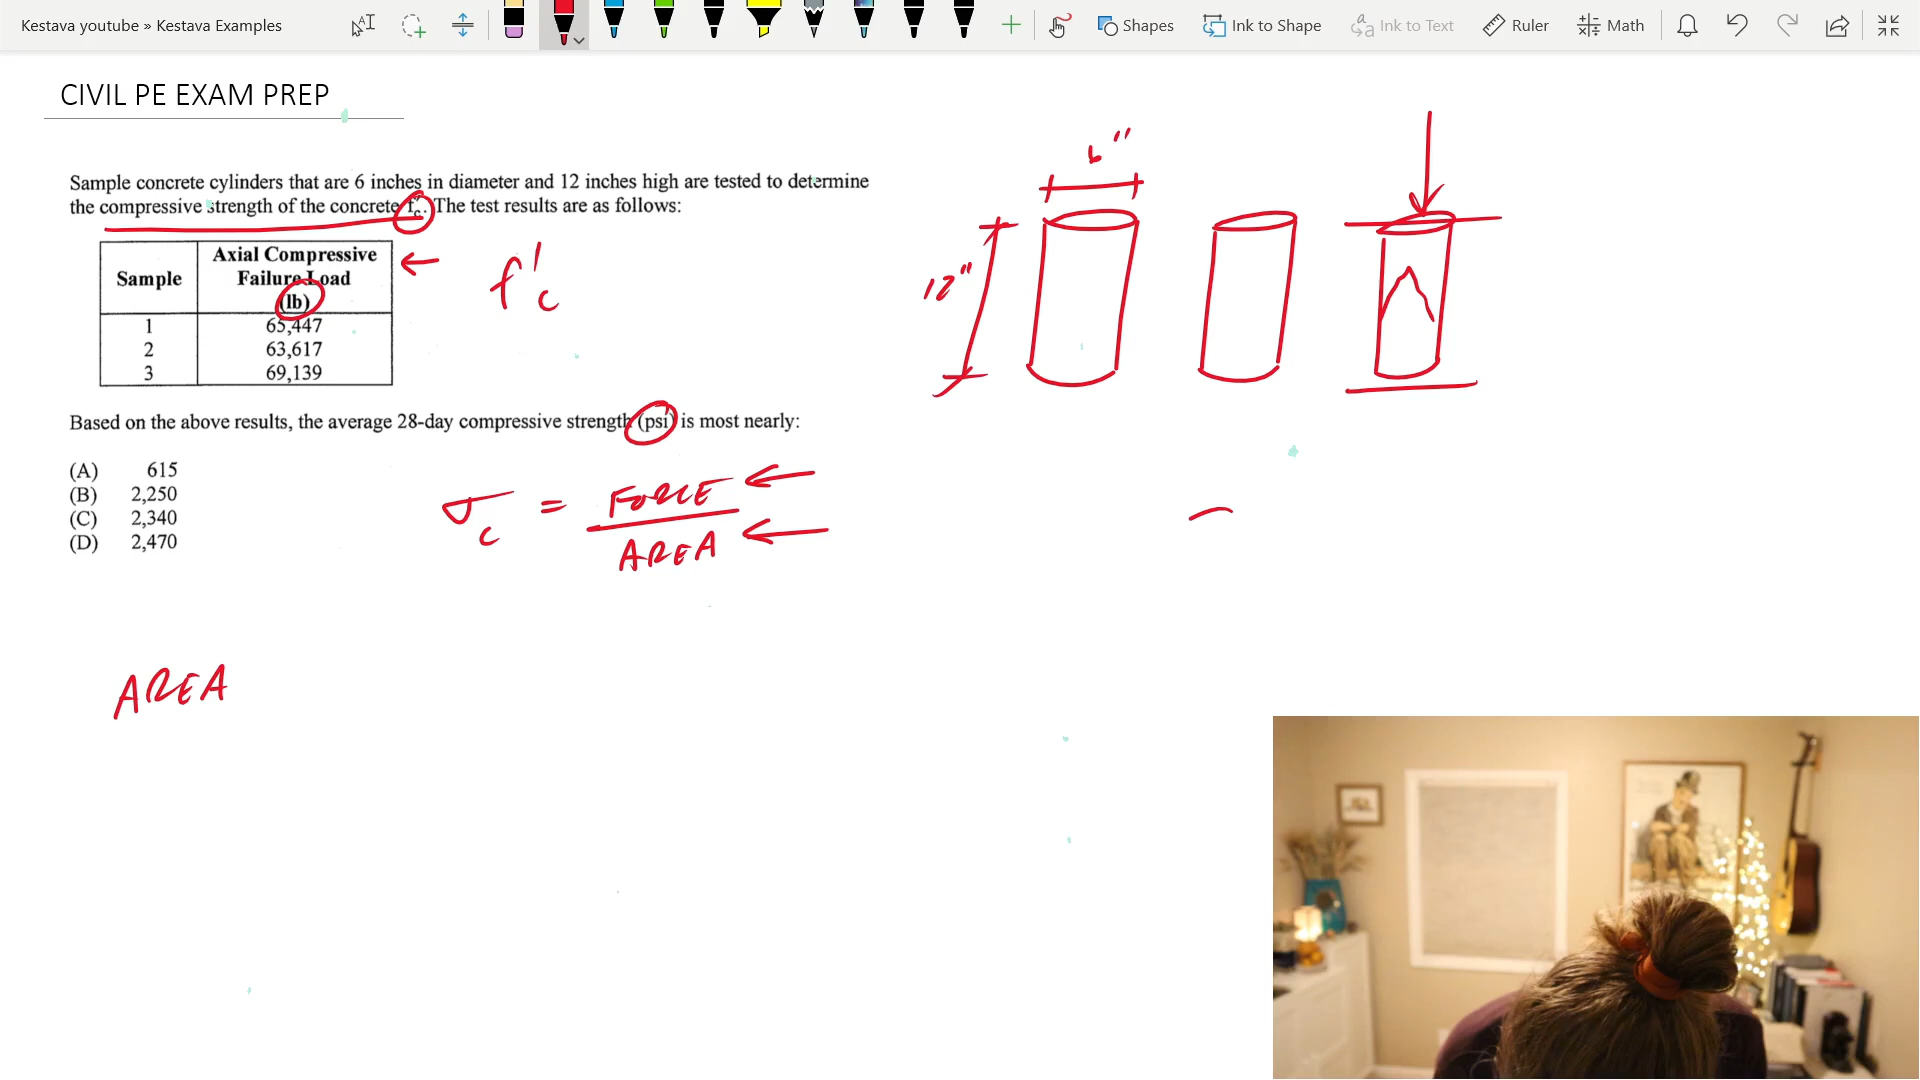 Kestava youtube » Kestava Examples
Shapes
Ink to Shape
Ink to Text
Ruler
Math
CIVIL PE EXAM PREP
Sample concrete cylinders that are 6 inches in diameter and 12 inches high are tested to determine
the compressive strength of the concrete f'c. The test results are as follows:
Sample
Axial Compressive
Failure Load
(lb)
1 65,447
2 63,617
3 69,139
f'c
6"
12"
Based on the above results, the average 28-day compressive strength (psi) is most nearly:
(A) 615
(B) 2,250
(C) 2,340
(D) 2,470
σc = FORCE
AREA
AREA